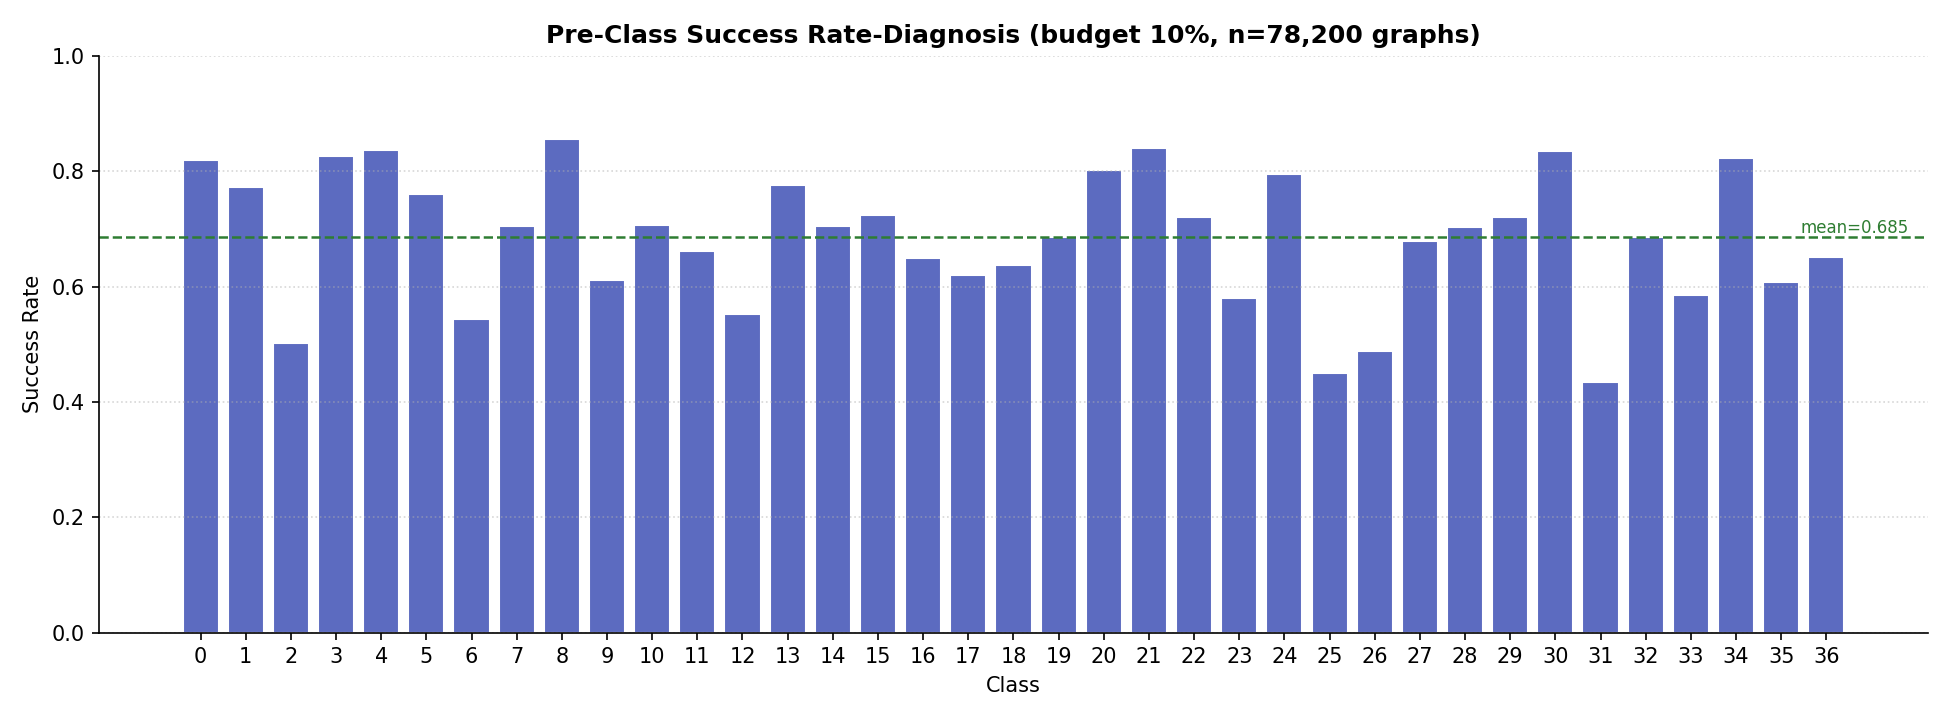 Pre-Class Success Rate-Diagnosis (budget 10%, n=78,200 graphs)
1.0
0.8
0.6
0.4
0.2
0.0
Success Rate
mean=0.685
0 1 2 3 4 5 6 7 8 9 10 11 12 13 14 15 16 17 18 19 20 21 22 23 24 25 26 27 28 29 30 31 32 33 34 35 36
Class